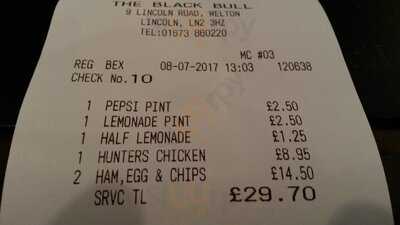 THE BLACK BULL
9 LINCOLN ROAD, WELTON
LINCOLN, LN2 3HZ
TEL:01673 860220
MC #03
REG BEX 08-07-2017 13:03 120638
CHECK No.10
1 PEPSI PINT £2.50
1 LEMONADE PINT £2.50
1 HALF LEMONADE £1.25
1 HUNTERS CHICKEN £8.95
2 HAM,EGG & CHIPS £14.50
SRVC TL £29.70